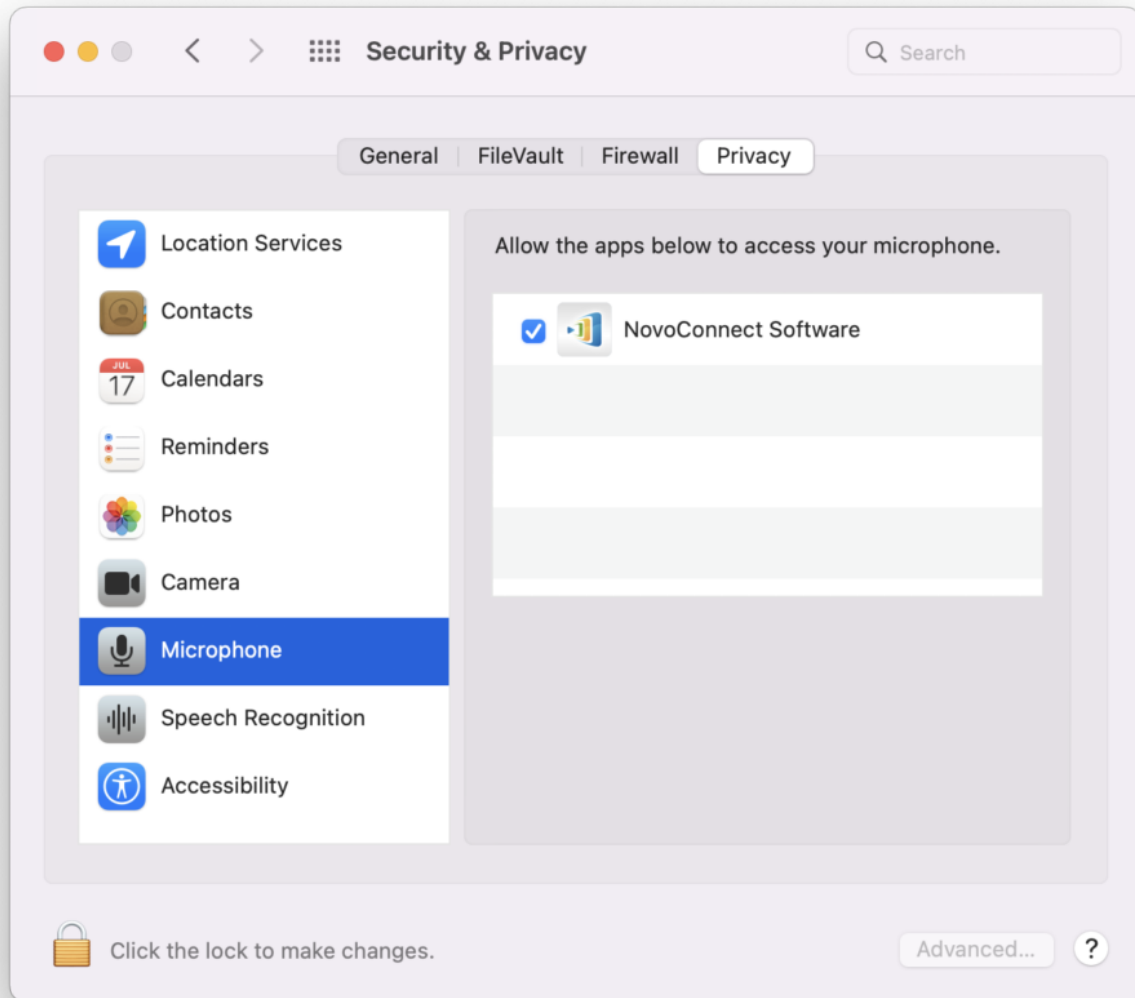 Security & Privacy
Search
General
FileVault
Firewall
Privacy
Location Services
Contacts
JUL
17
Calendars
Reminders
Photos
Camera
Microphone
Speech Recognition
Accessibility
Allow the apps below to access your microphone.
NovoConnect Software
Click the lock to make changes.
Advanced...
?